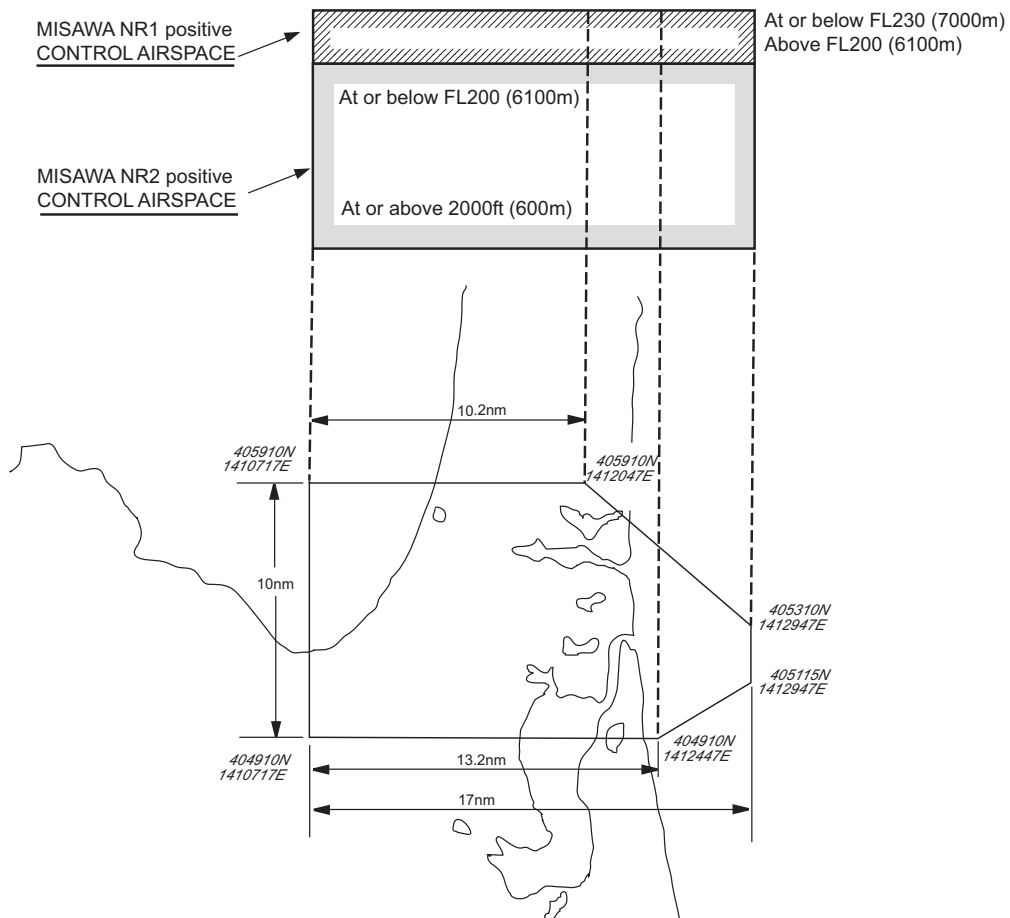 MISAWA NR1 positive
CONTROL AIRSPACE
At or below FL230 (7000m)
Above FL200 (6100m)
At or below FL200 (6100m)
MISAWA NR2 positive
CONTROL AIRSPACE
At or above 2000ft (600m)
10.2nm
405910N
1410717E
405910N
1412047E
10nm
405310N
1412947E
405115N
1412947E
404910N
1410717E
404910N
1412447E
13.2nm
17nm